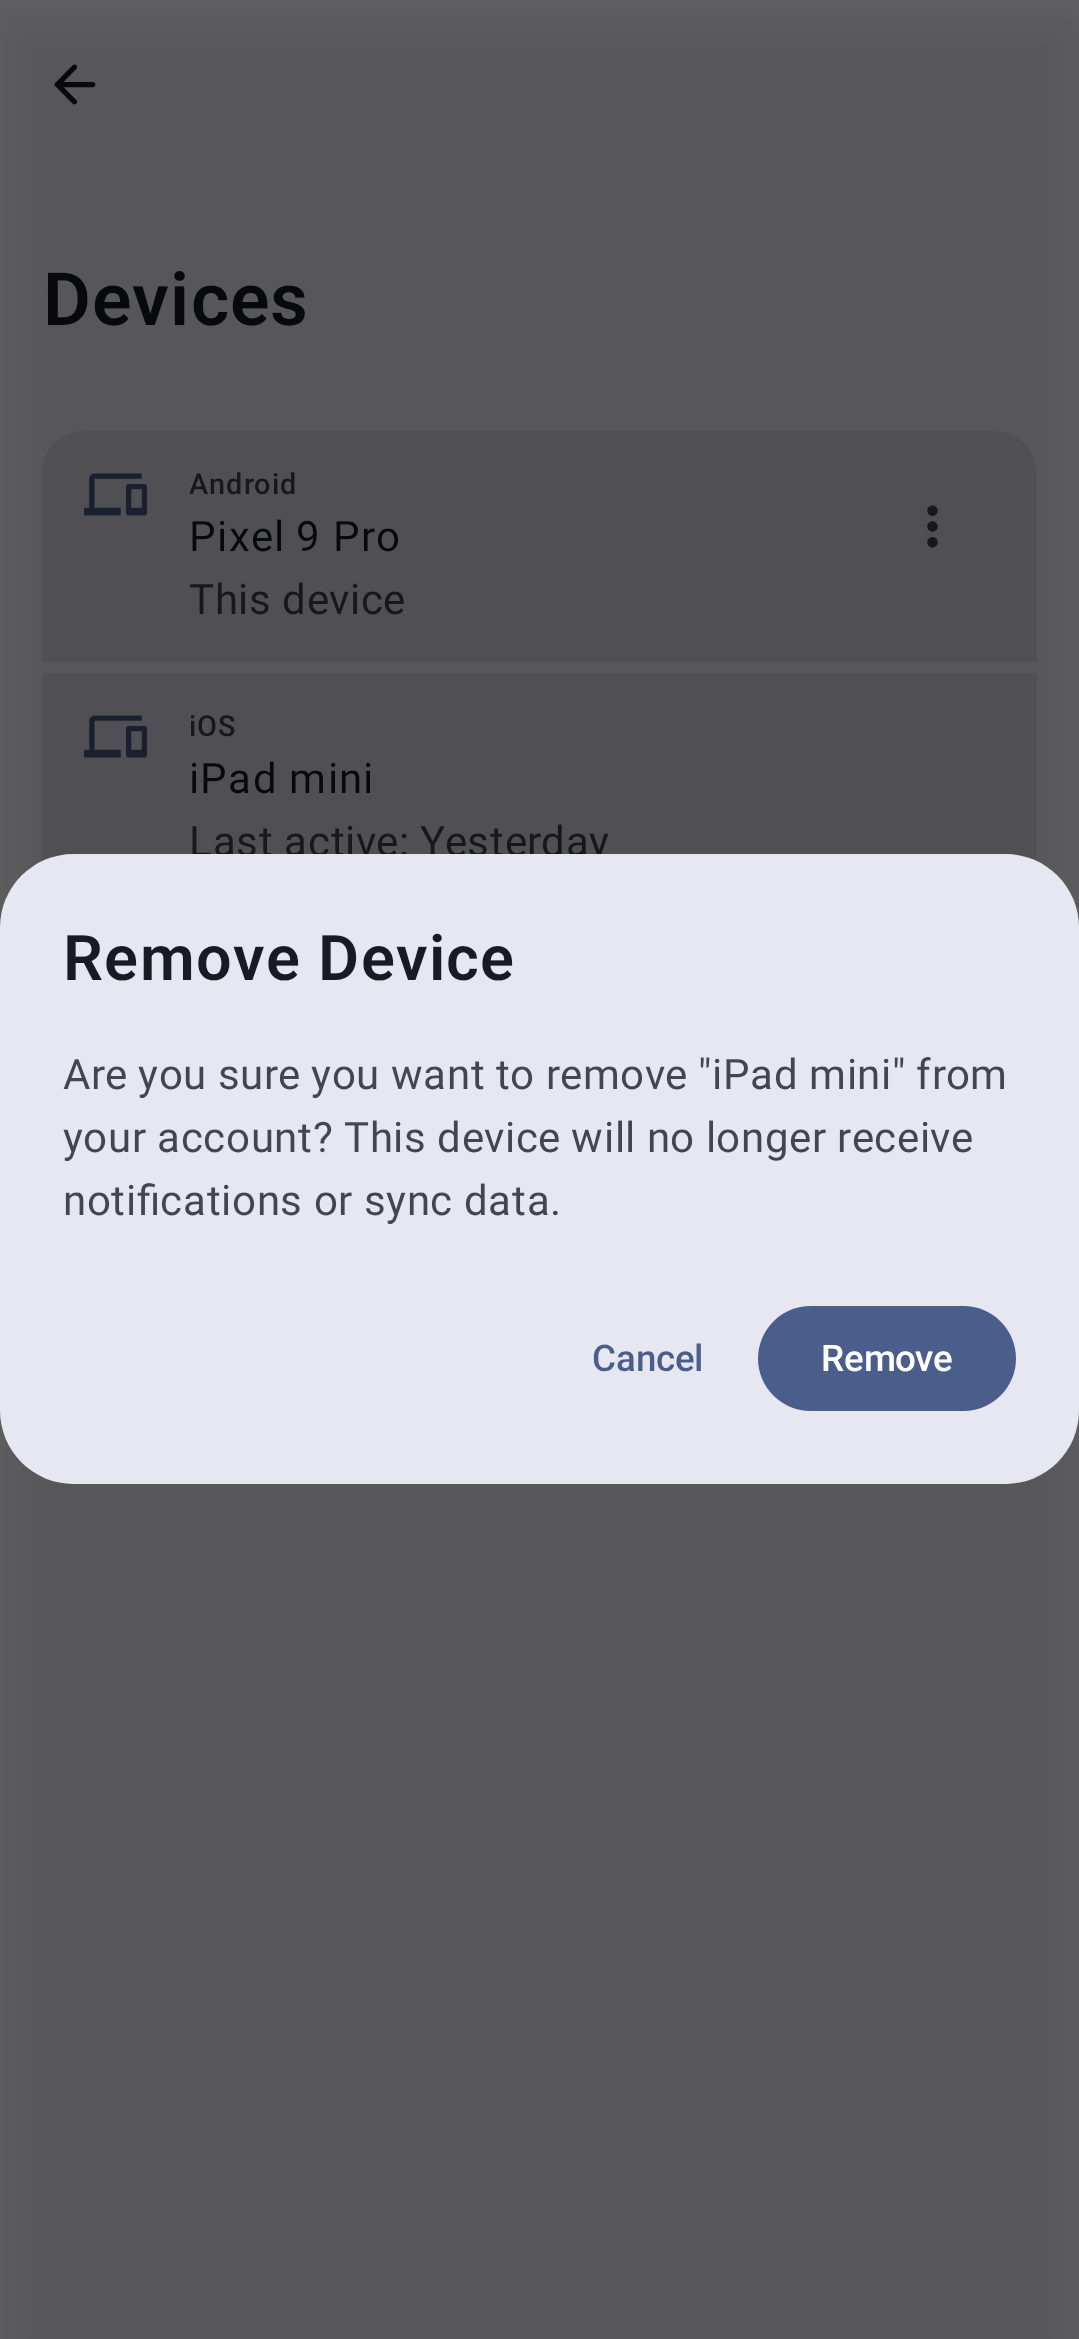 Devices
Android
Pixel 9 Pro
This device
iOS
iPad mini
Last active: Yesterday
Remove Device
Are you sure you want to remove "iPad mini" from
your account? This device will no longer receive
notifications or sync data.
Cancel
Remove